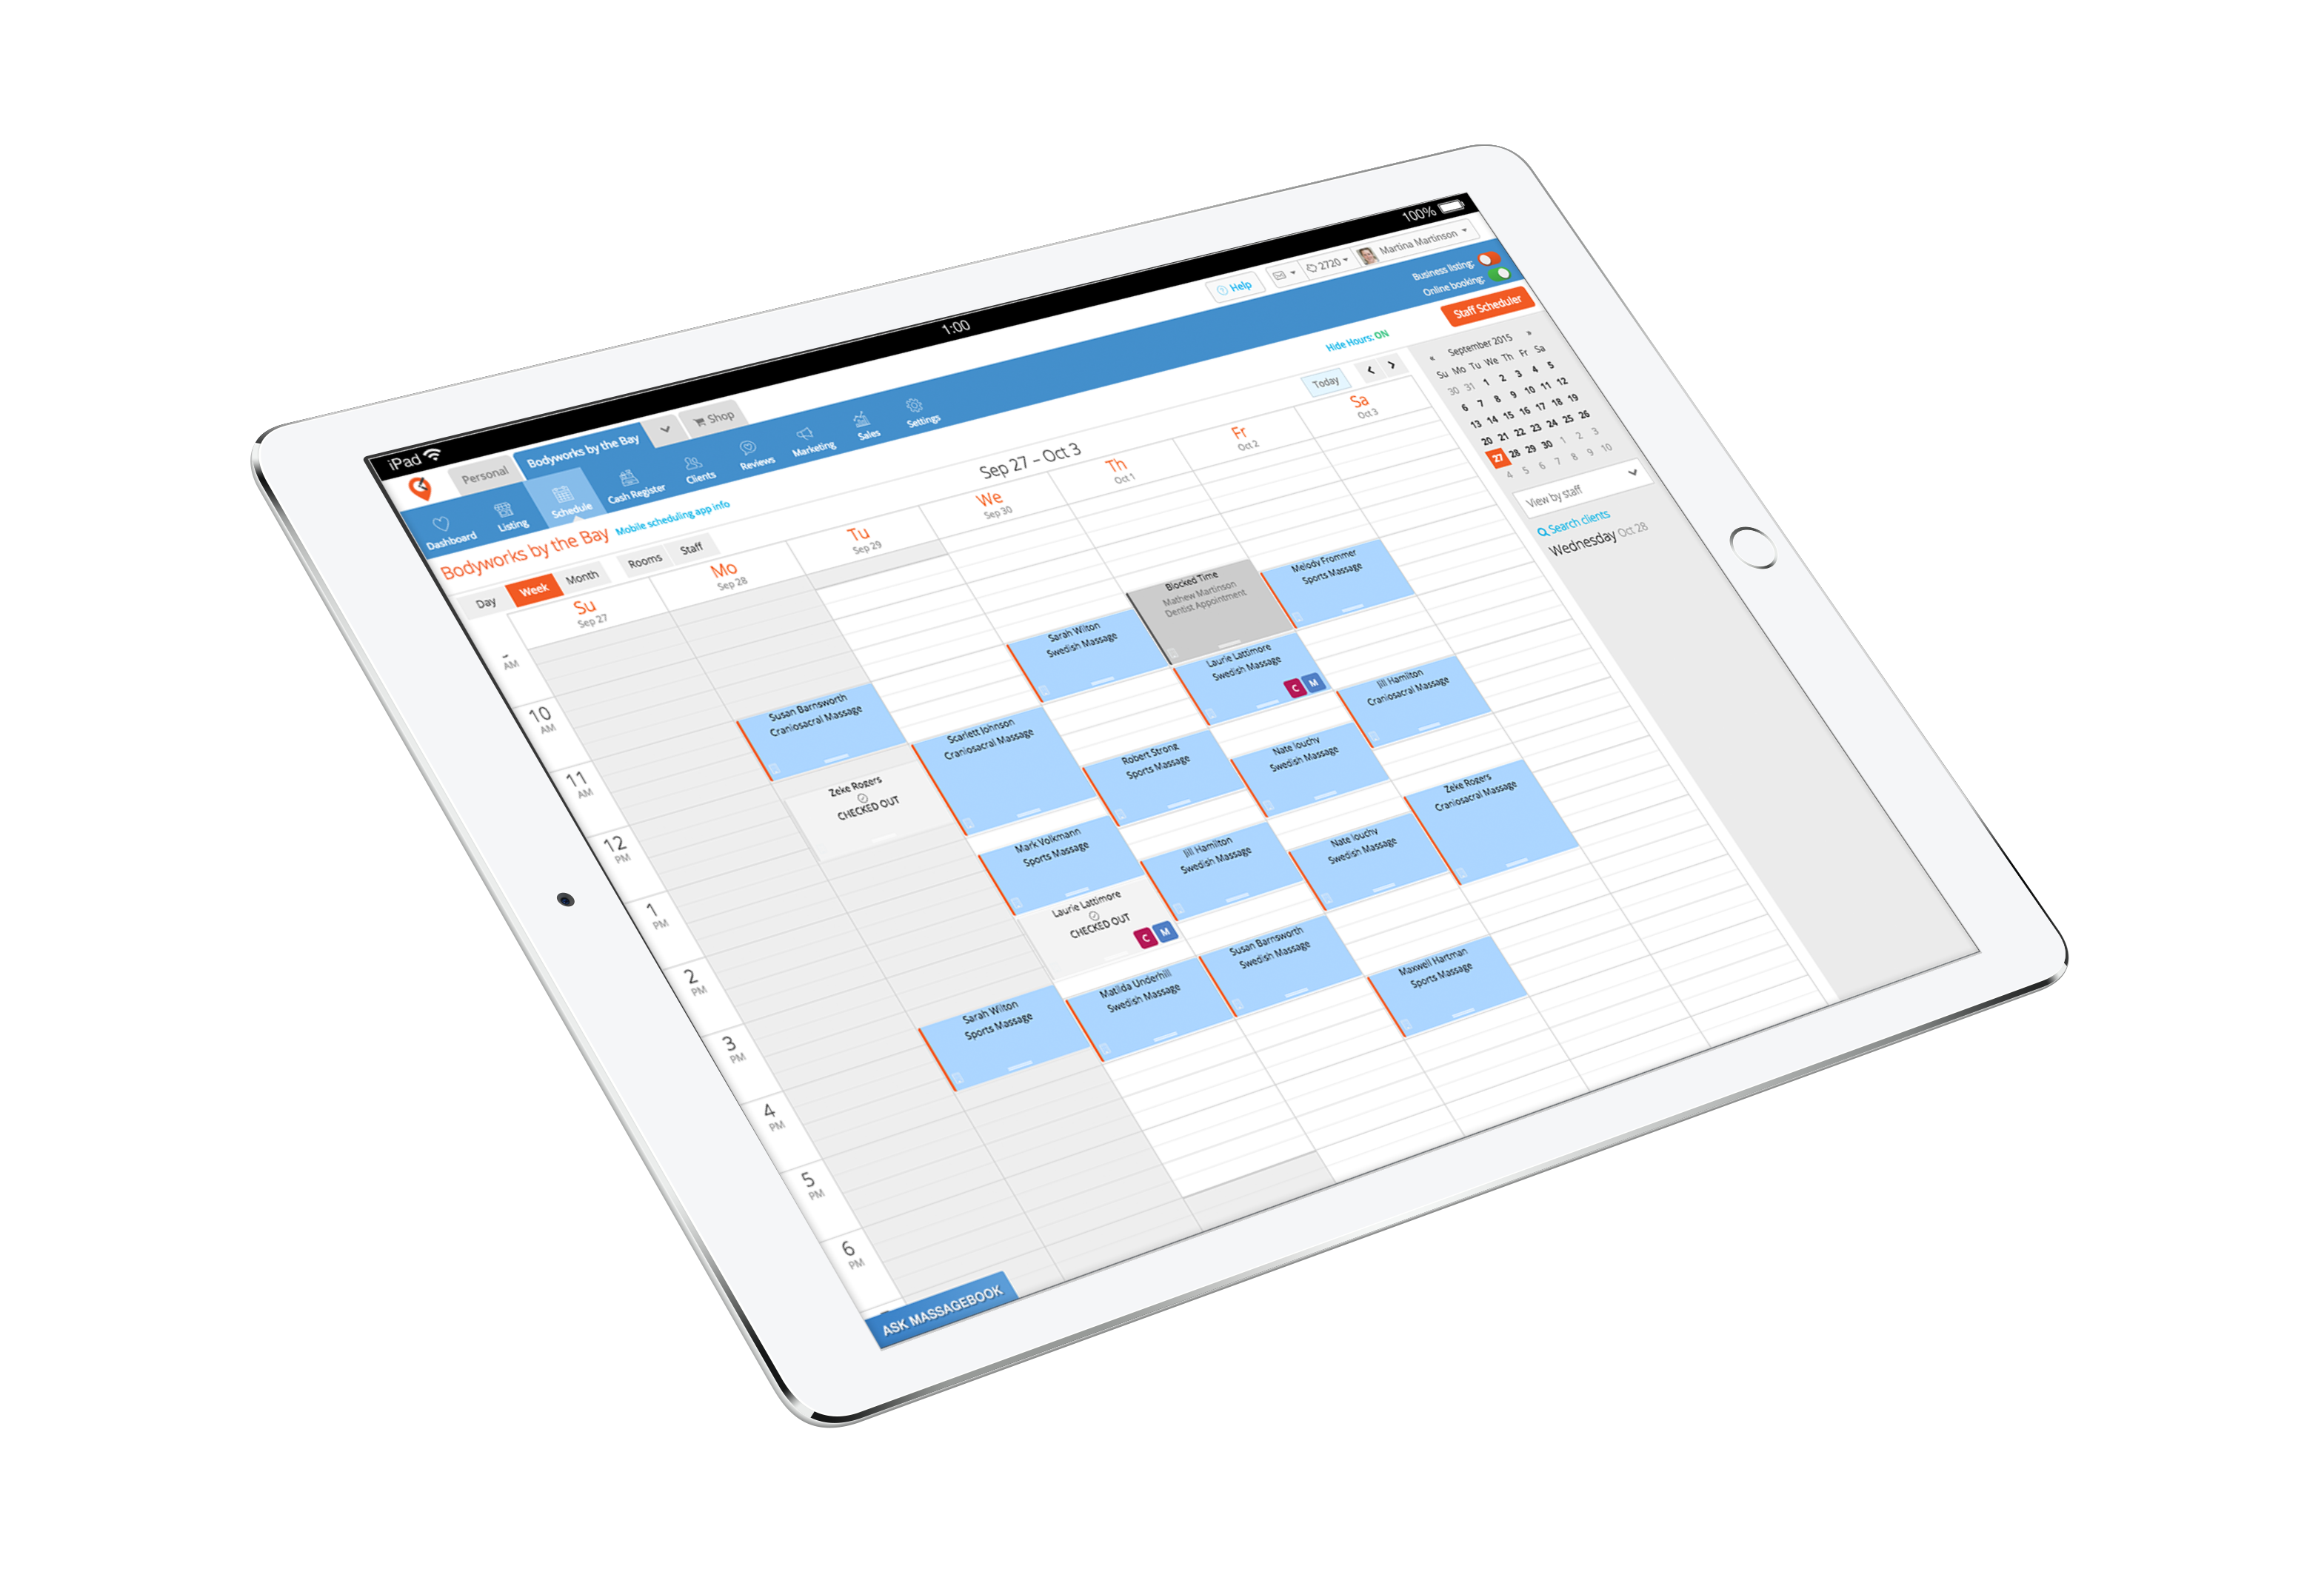 iPad
1:00
100%
Personal
Bodyworks by the Bay
Shop
Help
2720
Martina Martinson
Dashboard
Listing
Schedule
Cash Register
Clients
Reviews
Marketing
Sales
Settings
Business listing:
Online booking:
Bodyworks by the Bay Mobile scheduling app info
Hide Hours: ON
Staff Scheduler
Day Week Month Rooms Staff
Sep 27 – Oct 3
Today
Su
Sep 27
Mo
Sep 28
Tu
Sep 29
We
Sep 30
Th
Oct 1
Fr
Oct 2
Sa
Oct 3
AM
10
AM
11
AM
12
PM
1
PM
2
PM
3
PM
4
PM
5
PM
6
PM
Susan Barnsworth
Craniosacral Massage
Zeke Rogers
CHECKED OUT
Sarah Wilton
Sports Massage
Scarlett Johnson
Craniosacral Massage
Mark Volkmann
Sports Massage
Laurie Lattimore
CHECKED OUT
C M
Matilda Underhill
Swedish Massage
Sarah Wilton
Swedish Massage
Robert Strong
Sports Massage
Jill Hamilton
Swedish Massage
Susan Barnsworth
Swedish Massage
Blocked Time
Mathew Martinson
Dentist Appointment
Laurie Lattimore
Swedish Massage
C M
Nate Iouchy
Swedish Massage
Nate Iouchy
Swedish Massage
Maxwell Hartman
Sports Massage
Melody Frommer
Sports Massage
Jill Hamilton
Craniosacral Massage
Zeke Rogers
Craniosacral Massage
« September 2015 »
Su Mo Tu We Th Fr Sa
30 31 1 2 3 4 5
6 7 8 9 10 11 12
13 14 15 16 17 18 19
20 21 22 23 24 25 26
27 28 29 30 1 2 3
4 5 6 7 8 9 10
View by staff
Search clients
Wednesday Oct 28
ASK MASSAGEBOOK